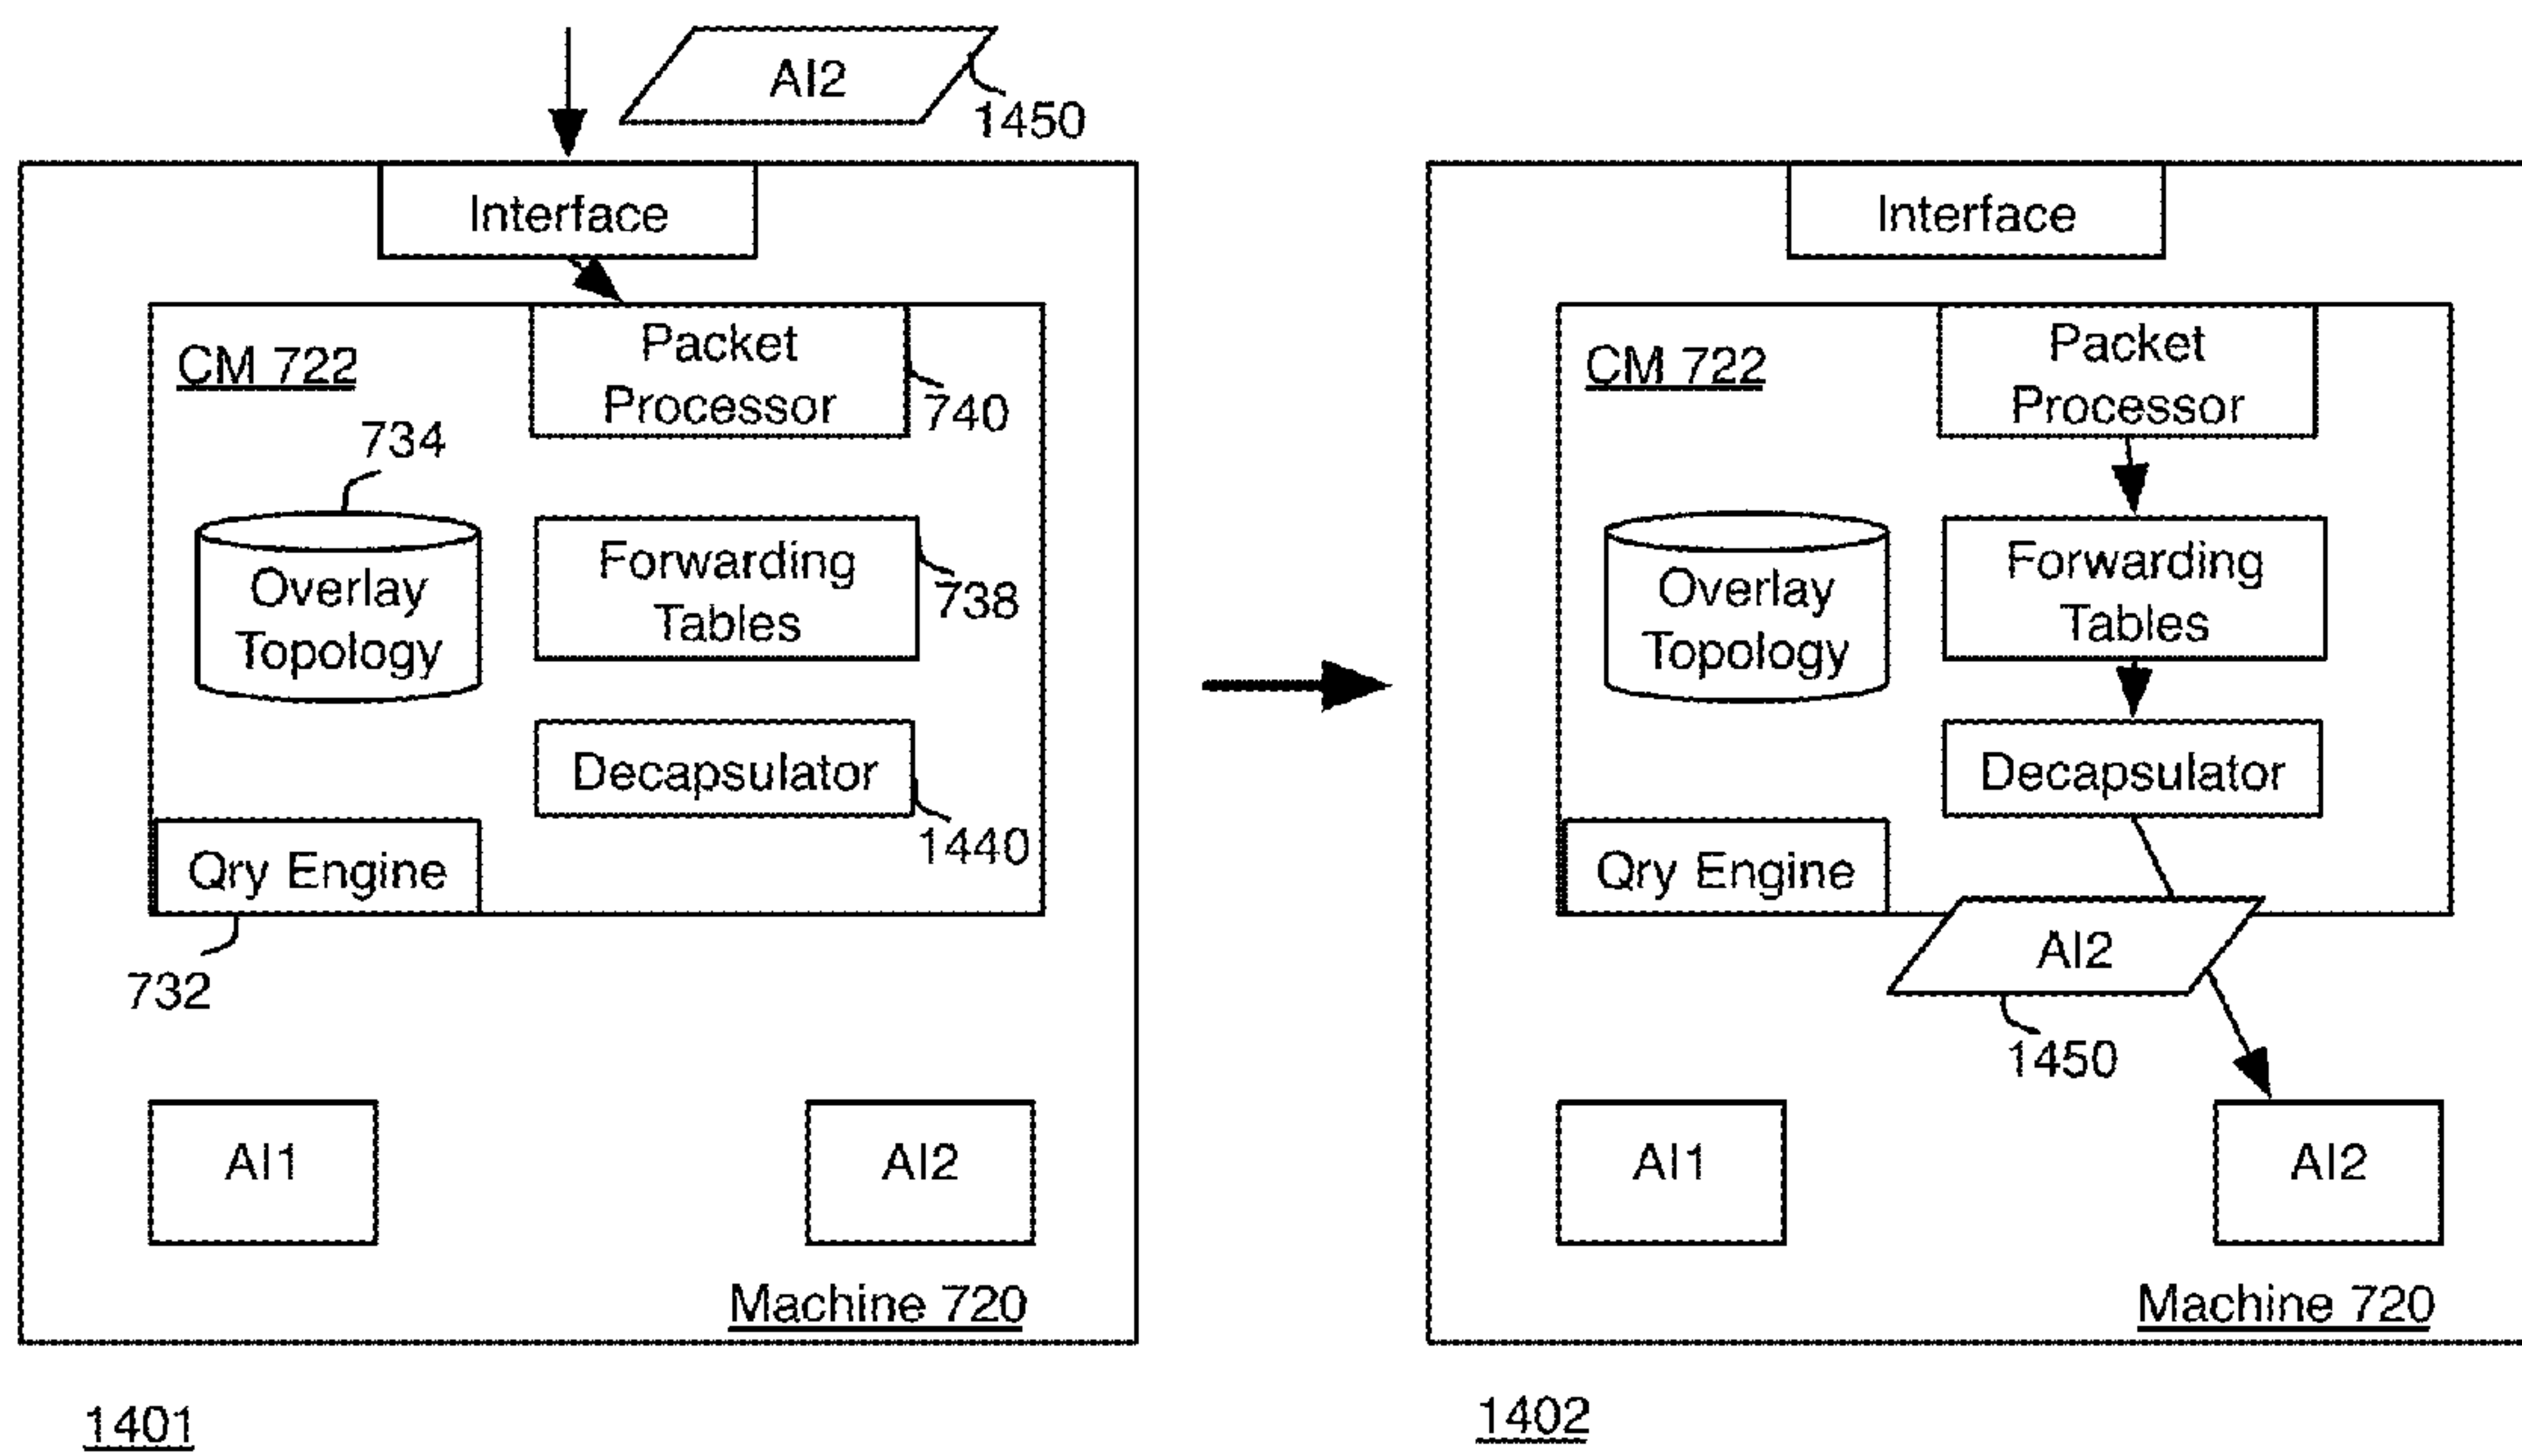 AI2
1450
Interface
CM 722
Packet
Processor
740
734
Overlay
Topology
Forwarding
Tables
738
Decapsulator
1440
Qry Engine
732
AI1
AI2
Machine 720
1401
Interface
CM 722
Packet
Processor
Overlay
Topology
Forwarding
Tables
Decapsulator
Qry Engine
AI2
1450
AI1
AI2
Machine 720
1402